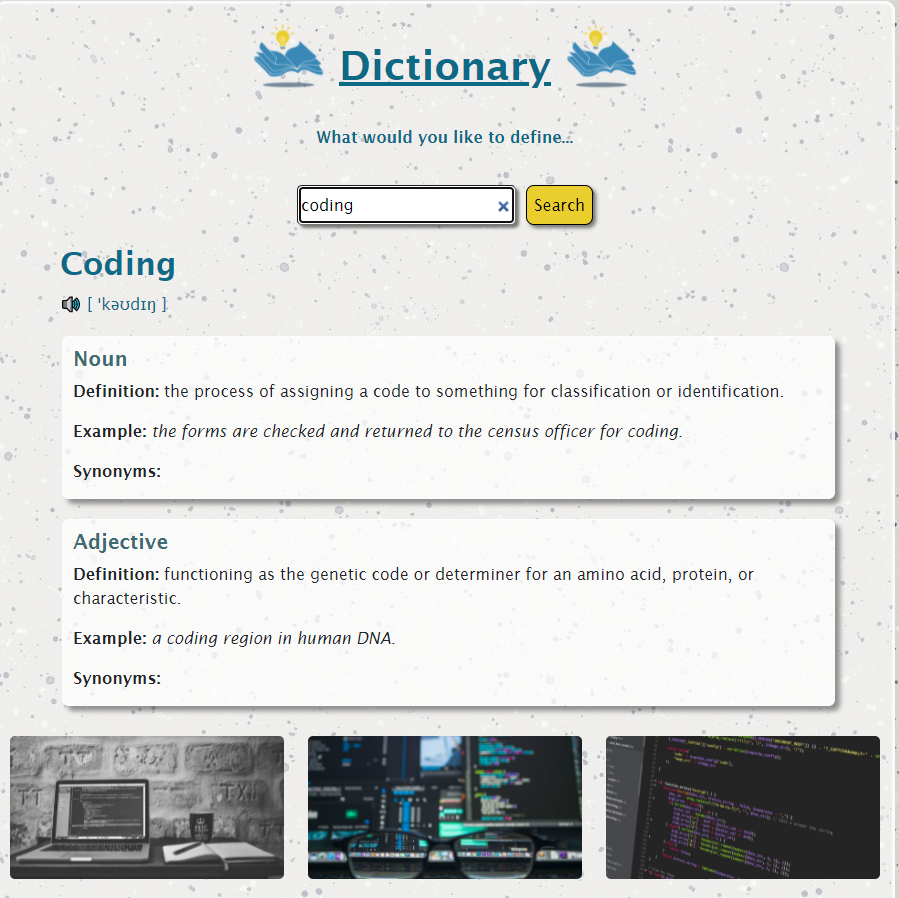 Dictionary
What would you like to define...
coding
Search
Coding
[ 'kəʊdɪŋ ]
Noun
Definition: the process of assigning a code to something for classification or identification.
Example: the forms are checked and returned to the census officer for coding.
Synonyms:
Adjective
Definition: functioning as the genetic code or determiner for an amino acid, protein, or
characteristic.
Example: a coding region in human DNA.
Synonyms: